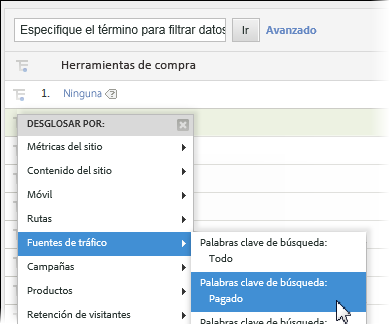 Especifique el término para filtrar datos
Ir
Avanzado
Herramientas de compra
1. Ninguna
DESGLOSAR POR:
Métricas del sitio
Contenido del sitio
Móvil
Rutas
Fuentes de tráfico
Campañas
Productos
Retención de visitantes
Palabras clave de búsqueda:
Todo
Palabras clave de búsqueda:
Pagado
Palabras clave de búsqueda: